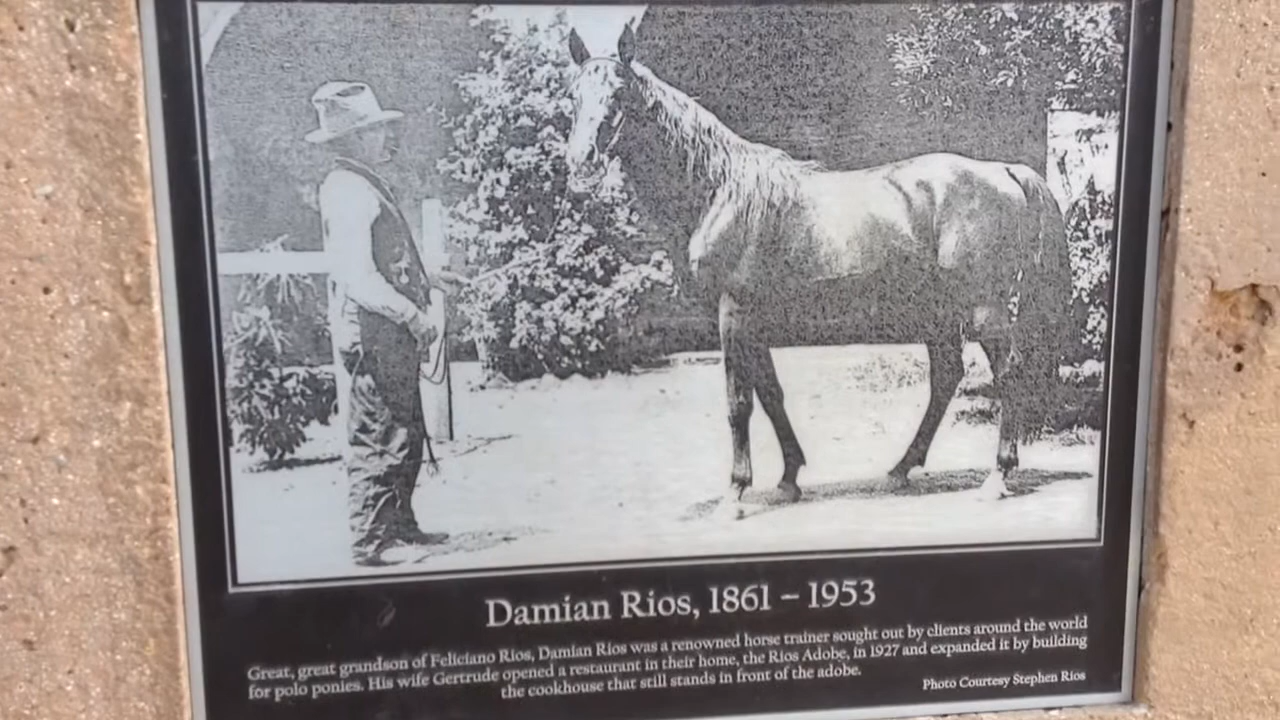 Damian Rios, 1861 – 1953
Great, great grandson of Feliciano Rios, Damian Rios was a renowned horse trainer sought out by clients around the world
for polo ponies. His wife Gertrude opened a restaurant in their home, the Rios Adobe, in 1927 and expanded it by building
the cookhouse that still stands in front of the adobe.
Photo Courtesy Stephen Rios